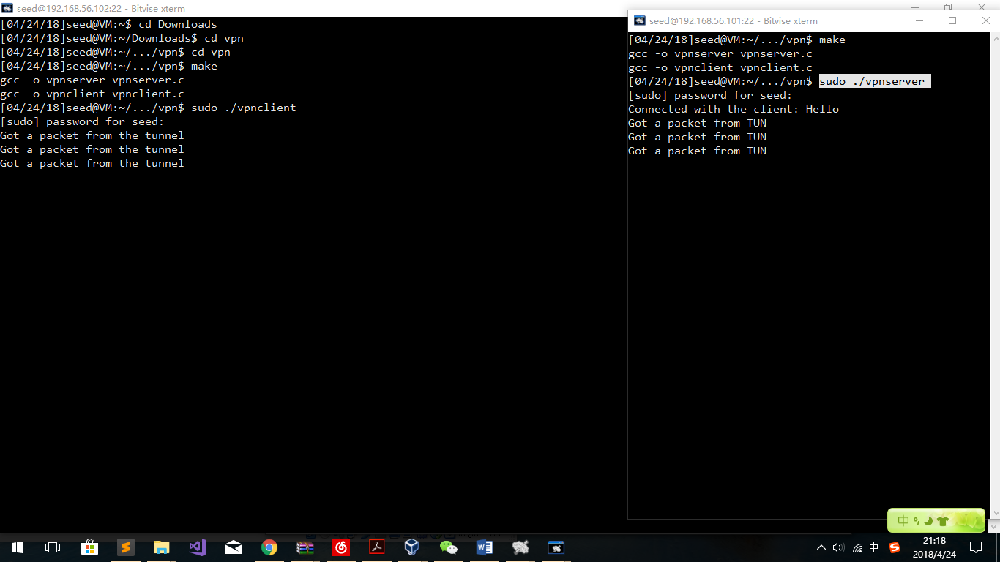 seed@192.168.56.102:22 - Bitvise xterm
[04/24/18]seed@VM:~$ cd Downloads
[04/24/18]seed@VM:~/Downloads$ cd vpn
[04/24/18]seed@VM:~/.../vpn$ cd vpn
[04/24/18]seed@VM:~/.../vpn$ make
gcc -o vpnserver vpnserver.c
gcc -o vpnclient vpnclient.c
[04/24/18]seed@VM:~/.../vpn$ sudo ./vpnclient
[sudo] password for seed:
Got a packet from the tunnel
Got a packet from the tunnel
Got a packet from the tunnel
seed@192.168.56.101:22 - Bitvise xterm
[04/24/18]seed@VM:~/.../vpn$ make
gcc -o vpnserver vpnserver.c
gcc -o vpnclient vpnclient.c
[04/24/18]seed@VM:~/.../vpn$ sudo ./vpnserver
[sudo] password for seed:
Connected with the client: Hello
Got a packet from TUN
Got a packet from TUN
Got a packet from TUN
中
中
21:18
2018/4/24